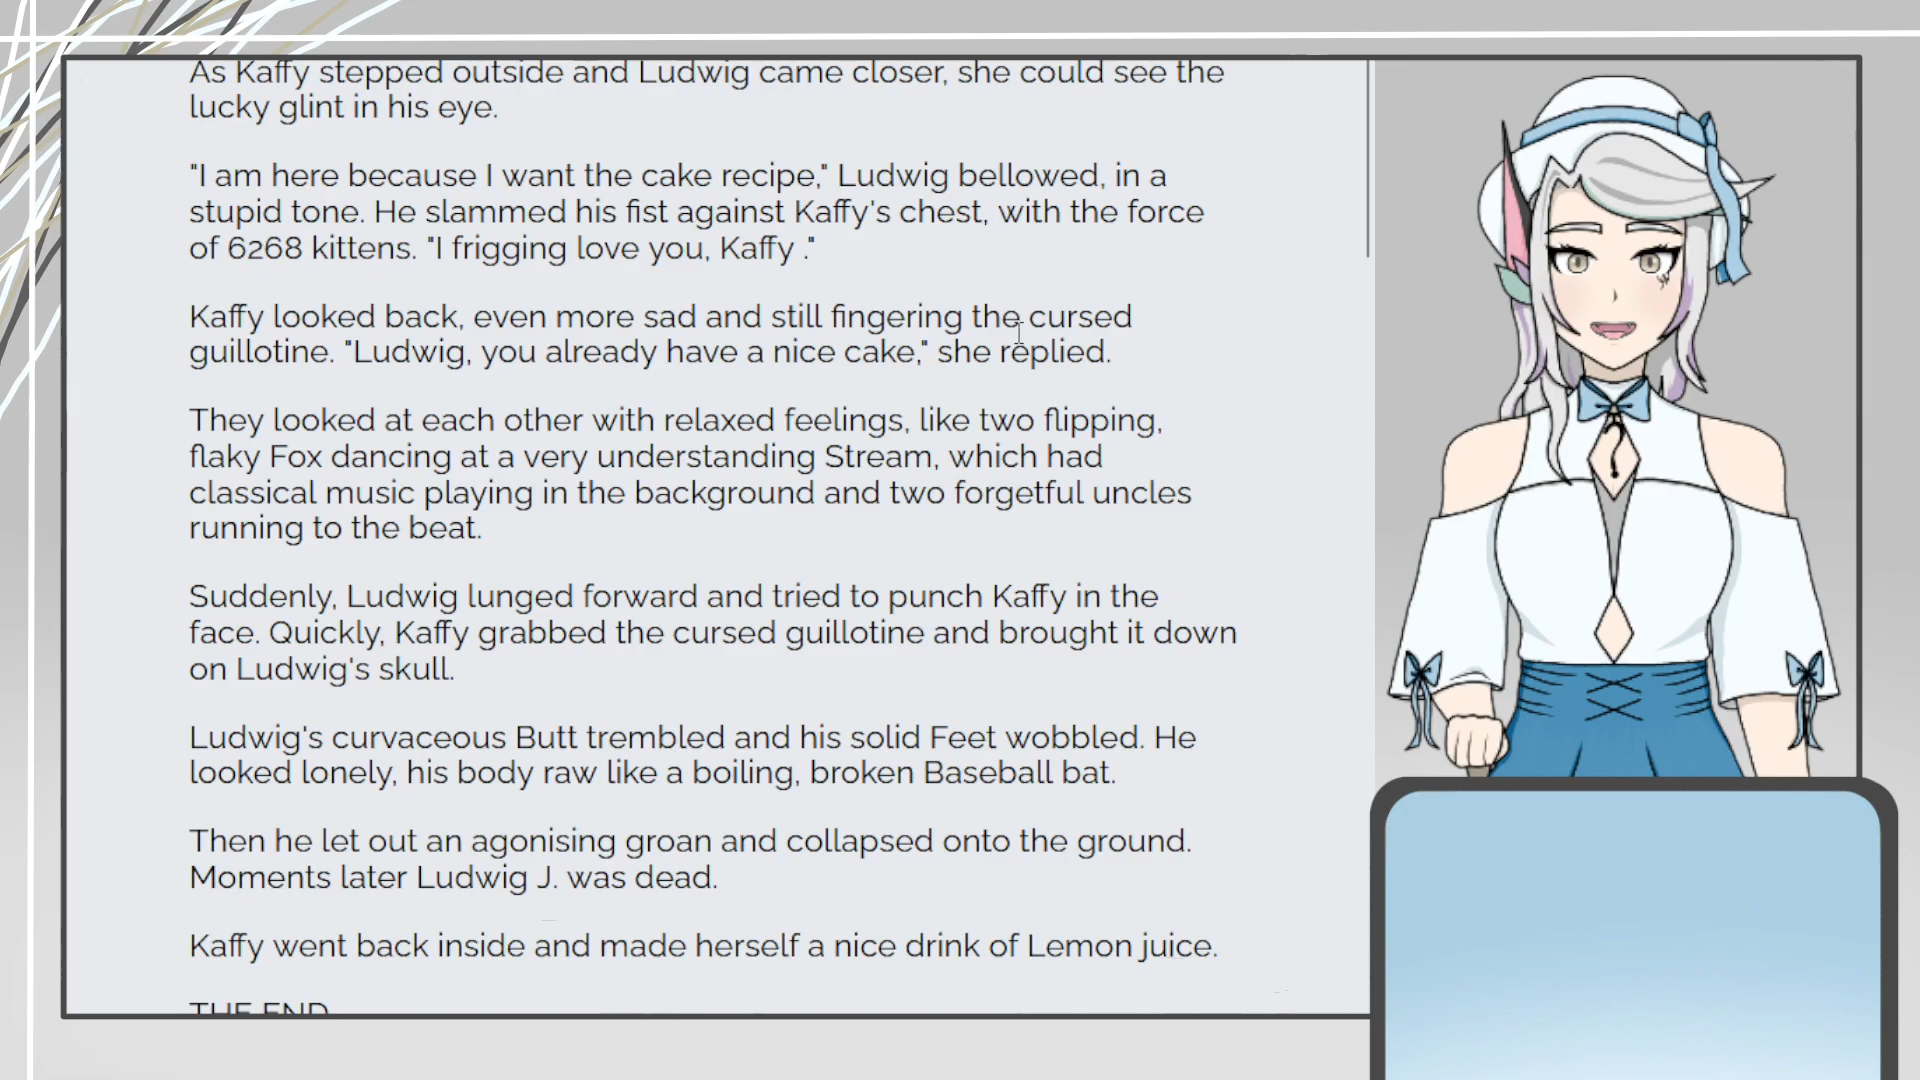 As Kaffy stepped outside and Ludwig came closer, she could see the
lucky glint in his eye.
"I am here because I want the cake recipe," Ludwig bellowed, in a
stupid tone. He slammed his fist against Kaffy's chest, with the force
of 6268 kittens. "I frigging love you, Kaffy ."
Kaffy looked back, even more sad and still fingering the cursed
guillotine. "Ludwig, you already have a nice cake," she replied.
They looked at each other with relaxed feelings, like two flipping,
flaky Fox dancing at a very understanding Stream, which had
classical music playing in the background and two forgetful uncles
running to the beat.
Suddenly, Ludwig lunged forward and tried to punch Kaffy in the
face. Quickly, Kaffy grabbed the cursed guillotine and brought it down
on Ludwig's skull.
Ludwig's curvaceous Butt trembled and his solid Feet wobbled. He
looked lonely, his body raw like a boiling, broken Baseball bat.
Then he let out an agonising groan and collapsed onto the ground.
Moments later Ludwig J. was dead.
Kaffy went back inside and made herself a nice drink of Lemon juice.
THE END
?